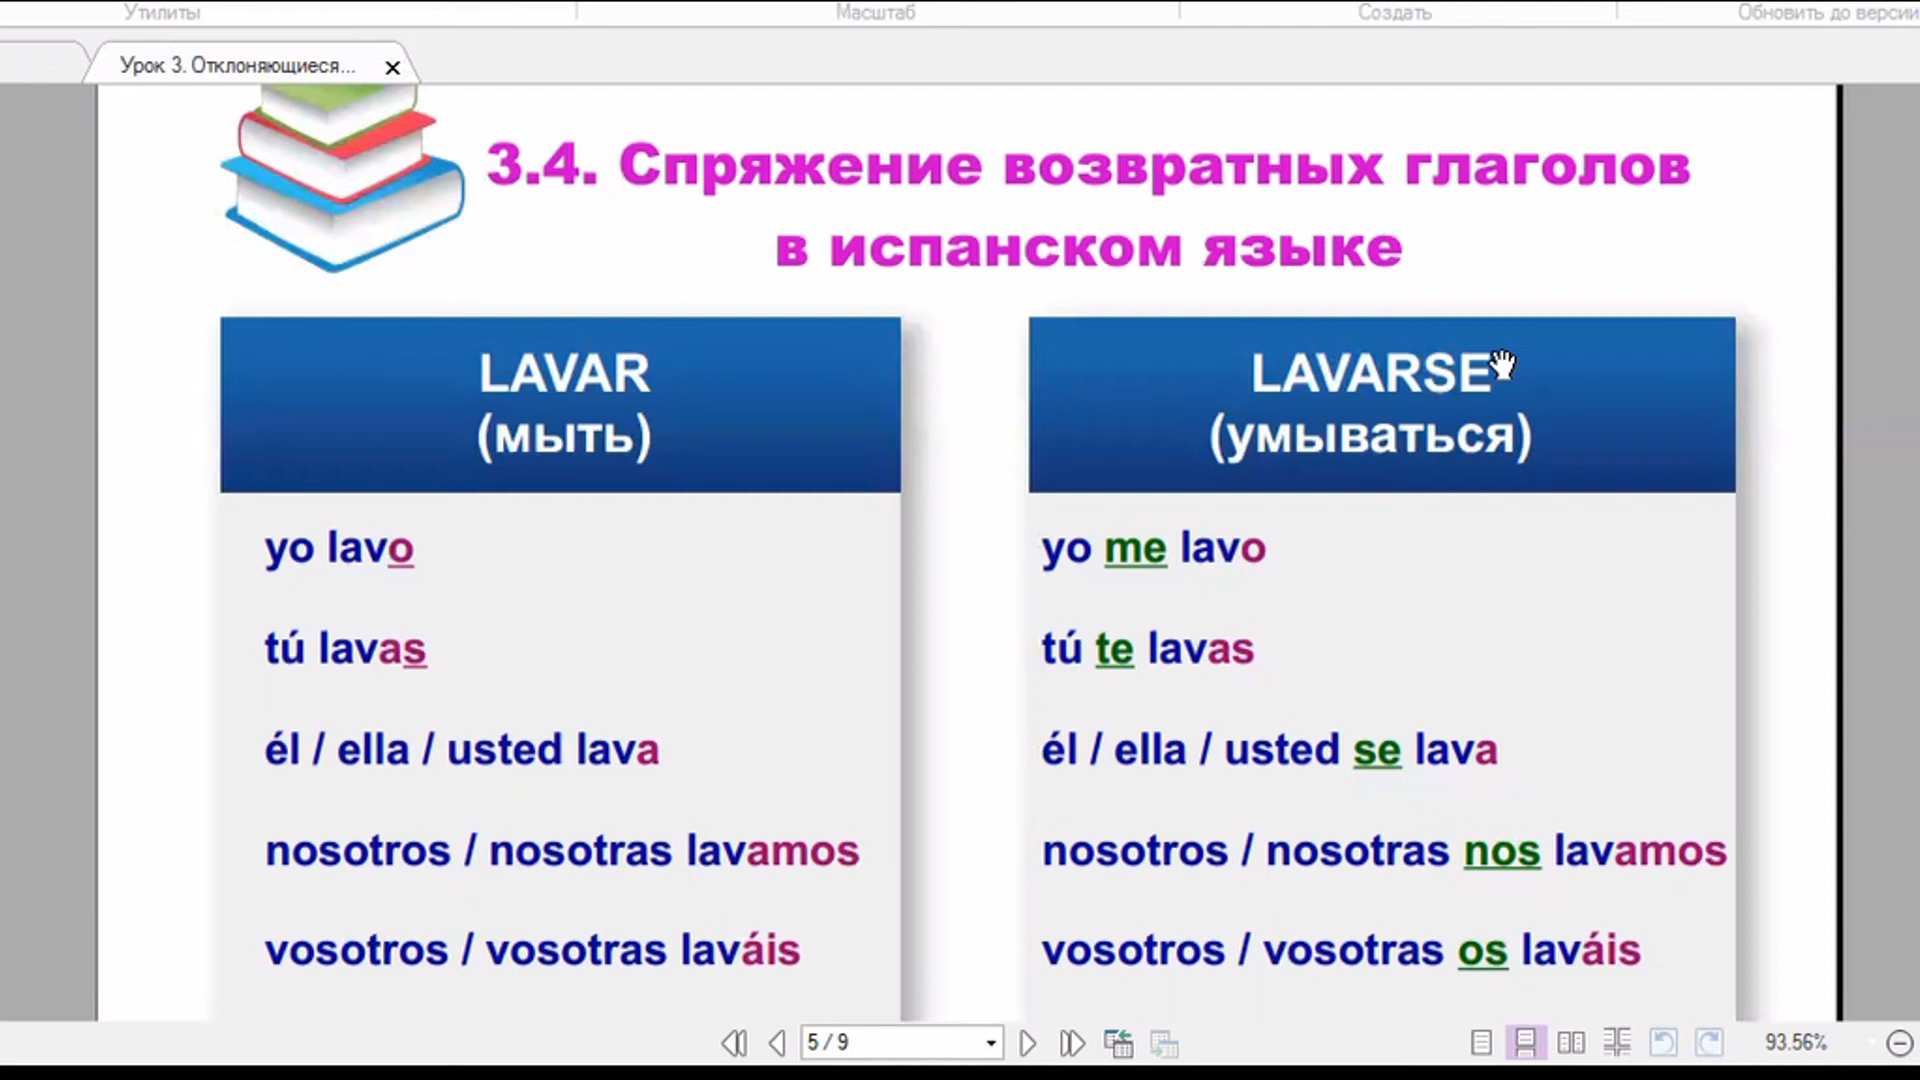 Утилиты
Масштаб
Создать
Обновить до версии
Урок 3. Отклоняющиеся...
3.4. Спряжение возвратных глаголов
в испанском языке
LAVAR
(мыть)
yo lavo
tú lavas
él / ella / usted lava
nosotros / nosotras lavamos
vosotros / vosotras laváis
LAVARSE
(умываться)
yo me lavo
tú te lavas
él / ella / usted se lava
nosotros / nosotras nos lavamos
vosotros / vosotras os laváis
5 / 9
93.56%